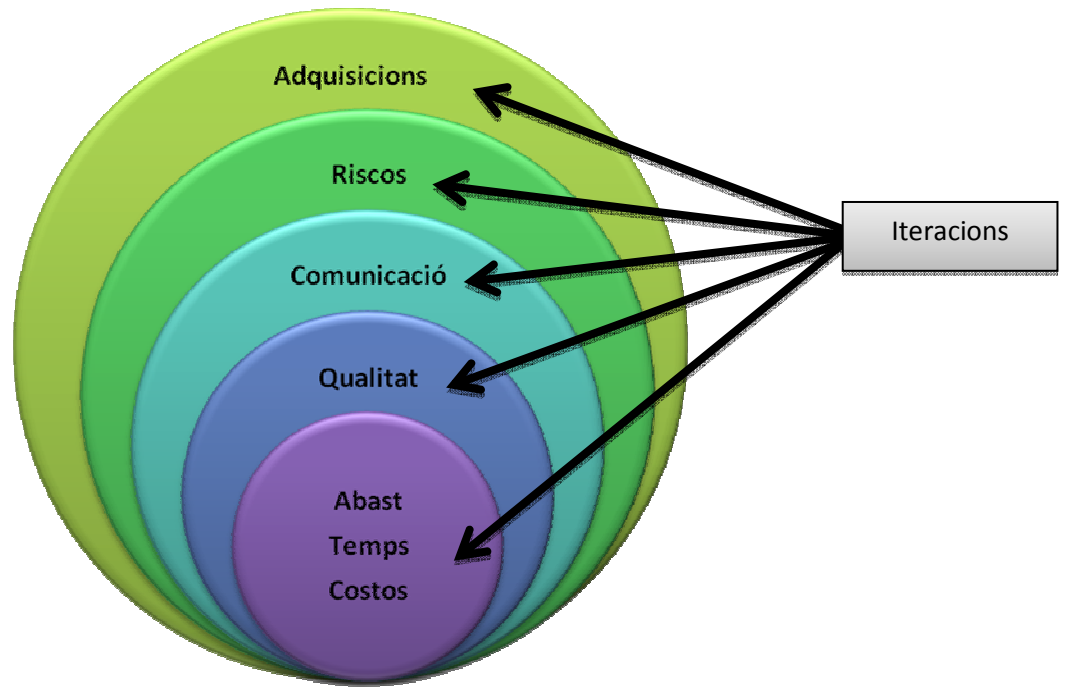 Adquisicions
Riscos
Iteracions
Comunicació
Qualitat
Abast
Temps
Costos